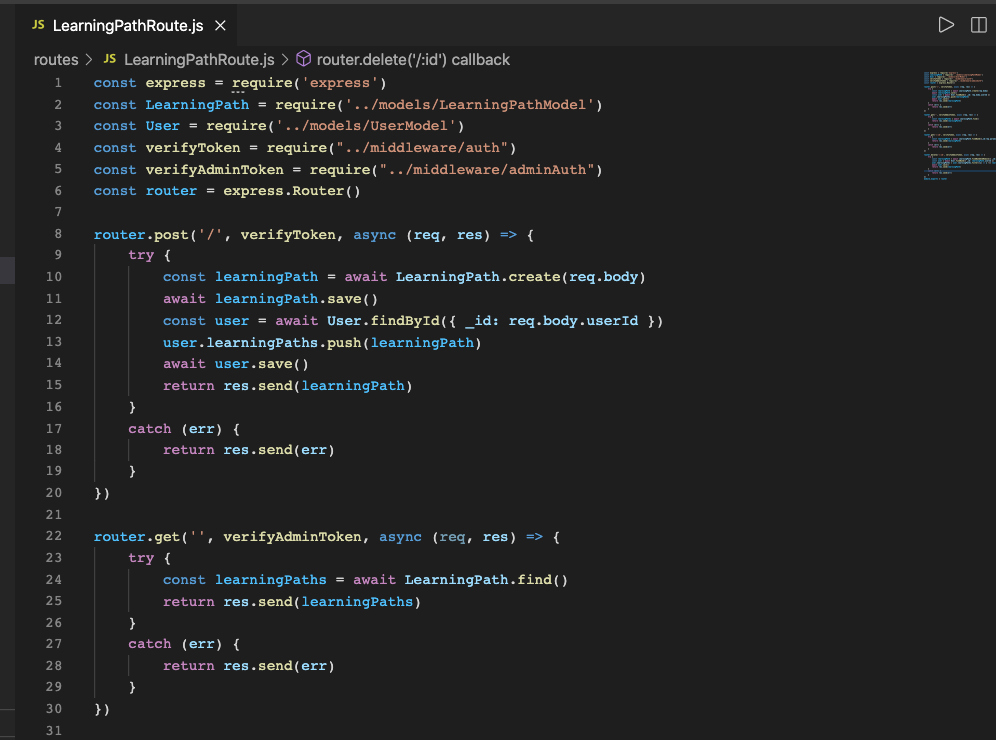 JS LearningPathRoute.js ×
routes > JS LearningPathRoute.js > router.delete('/:id') callback
1 const express = require('express')
2 const LearningPath = require('../models/LearningPathModel')
3 const User = require('../models/UserModel')
4 const verifyToken = require("../middleware/auth")
5 const verifyAdminToken = require("../middleware/adminAuth")
6 const router = express.Router()
7
8 router.post('/', verifyToken, async (req, res) => {
9     try {
10         const learningPath = await LearningPath.create(req.body)
11         await learningPath.save()
12         const user = await User.findById({ _id: req.body.userId })
13         user.learningPaths.push(learningPath)
14         await user.save()
15         return res.send(learningPath)
16     }
17     catch (err) {
18         return res.send(err)
19     }
20 })
21
22 router.get('', verifyAdminToken, async (req, res) => {
23     try {
24         const learningPaths = await LearningPath.find()
25         return res.send(learningPaths)
26     }
27     catch (err) {
28         return res.send(err)
29     }
30 })
31